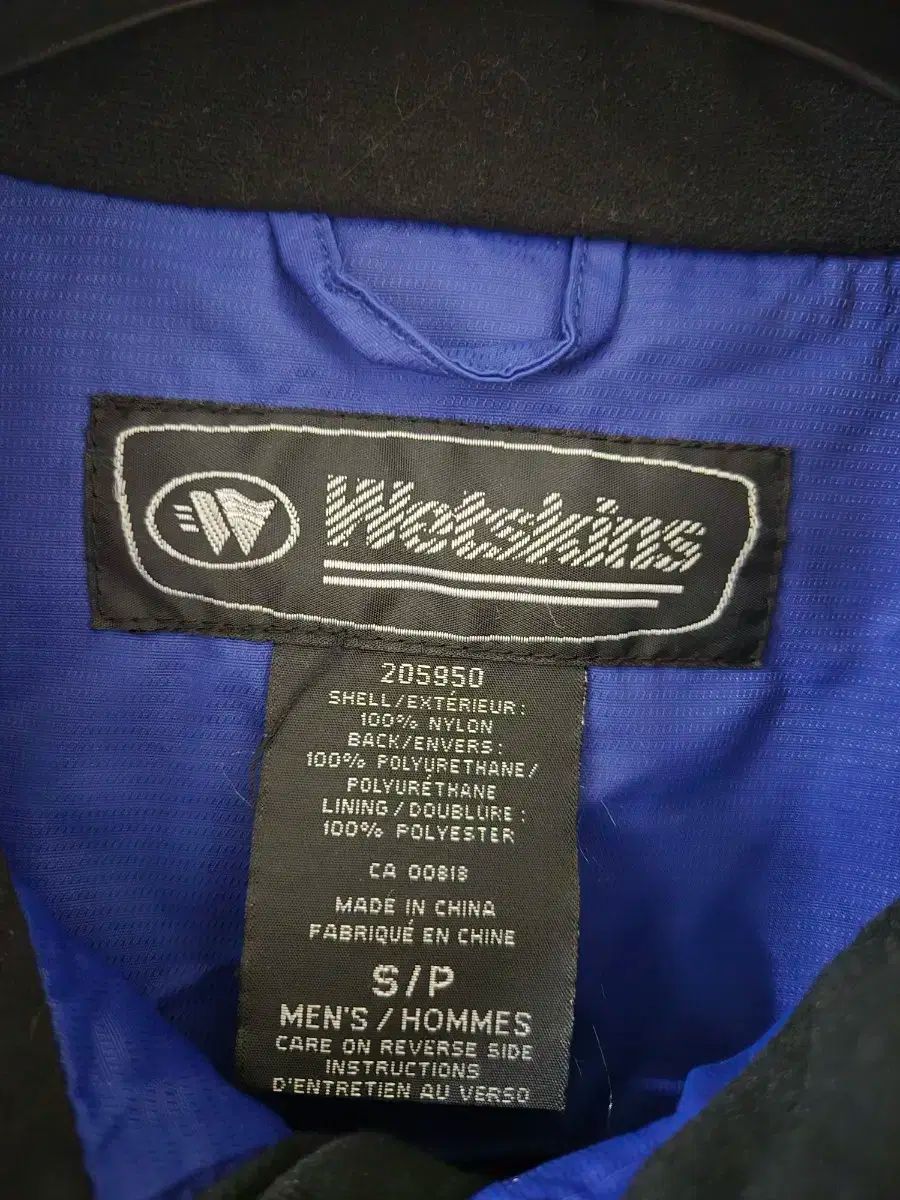 W
Wetskins
205950
SHELL/EXTÉRIEUR:
100% NYLON
BACK/ENVERS:
100% POLYURETHANE/
POLYURÉTHANE
LINING/DOUBLURE:
100% POLYESTER
CA 00818
MADE IN CHINA
FABRIQUÉ EN CHINE
S/P
MEN'S/HOMMES
CARE ON REVERSE SIDE
INSTRUCTIONS
D'ENTRETIEN AU VERSO